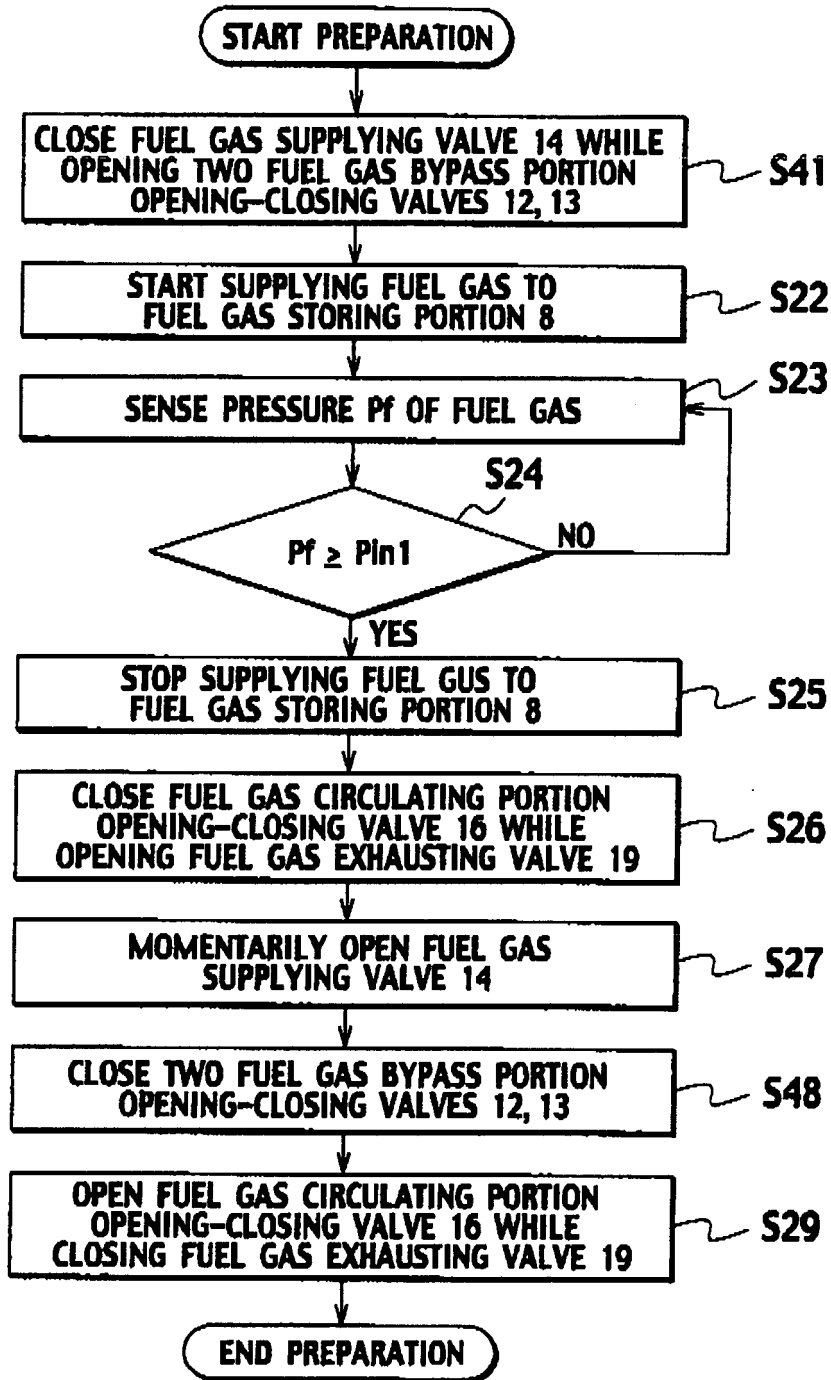 START PREPARATION
CLOSE FUEL GAS SUPPLYING VALVE 14 WHILE
OPENING TWO FUEL GAS BYPASS PORTION
OPENING-CLOSING VALVES 12, 13
S41
START SUPPLYING FUEL GAS TO
FUEL GAS STORING PORTION 8
S22
SENSE PRESSURE Pf OF FUEL GAS
S23
S24
Pf ≥ Pin1
NO
YES
STOP SUPPLYING FUEL GUS TO
FUEL GAS STORING PORTION 8
S25
CLOSE FUEL GAS CIRCULATING PORTION
OPENING-CLOSING VALVE 16 WHILE
OPENING FUEL GAS EXHAUSTING VALVE 19
S26
MOMENTARILY OPEN FUEL GAS
SUPPLYING VALVE 14
S27
CLOSE TWO FUEL GAS BYPASS PORTION
OPENING-CLOSING VALVES 12, 13
S48
OPEN FUEL GAS CIRCULATING PORTION
OPENING-CLOSING VALVE 16 WHILE
CLOSING FUEL GAS EXHAUSTING VALVE 19
S29
END PREPARATION